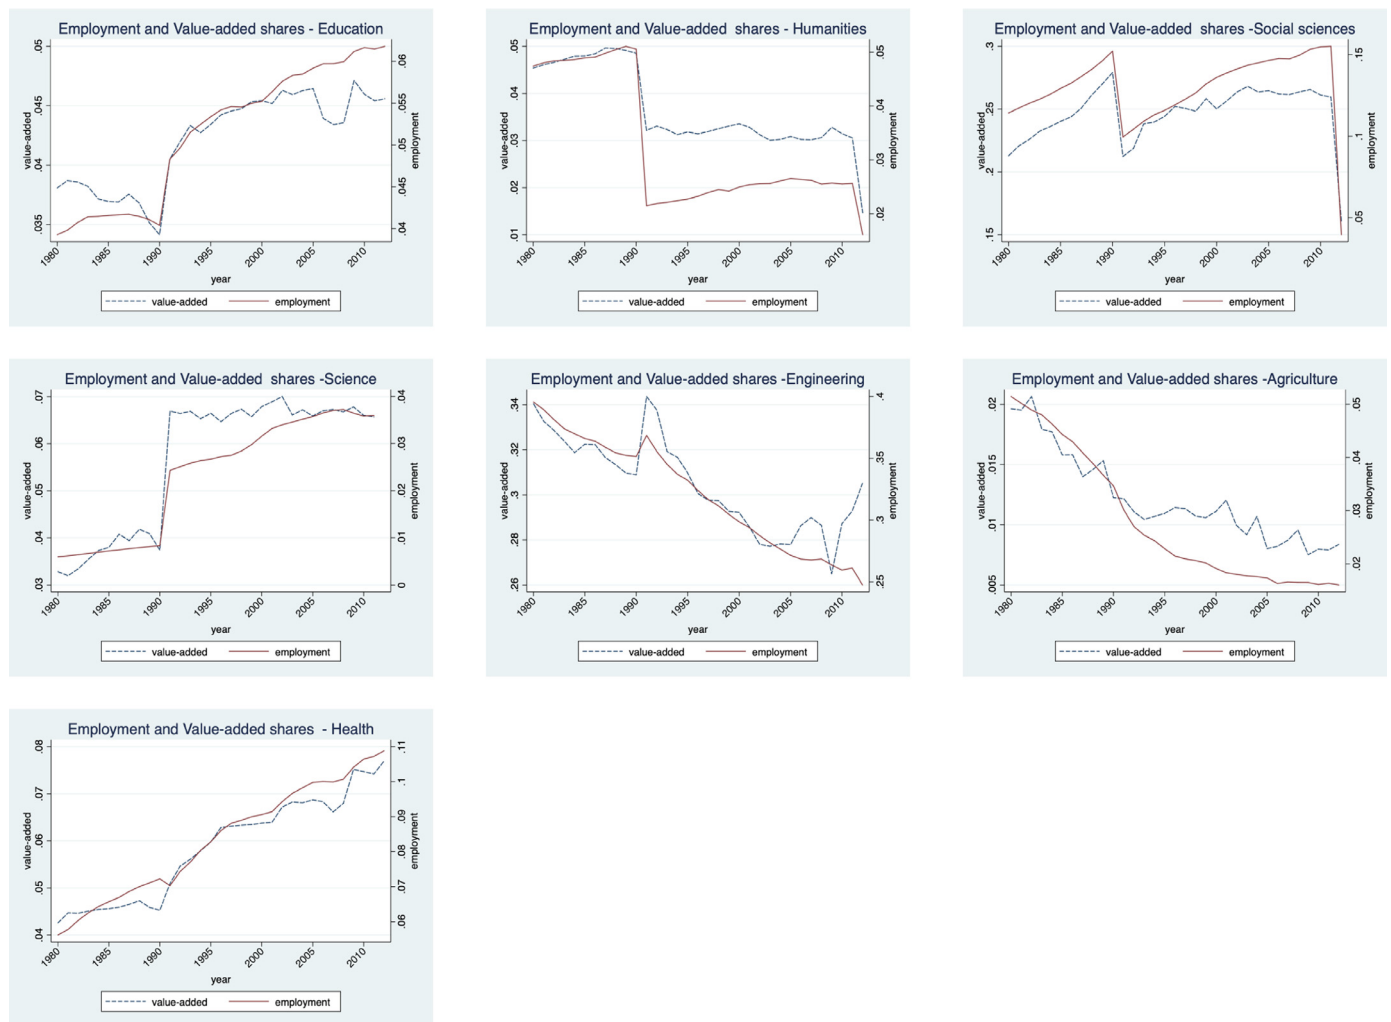 Employment and Value-added shares - Education
.05
.045
.04
.035
value-added
.06
.055
.05
.045
.04
employment
1980
1985
1990
1995
2000
2005
2010
year
value-added
employment
Employment and Value-added shares - Humanities
.05
.04
.03
.02
.01
value-added
.05
.04
.03
.02
employment
1980
1985
1990
1995
2000
2005
2010
year
value-added
employment
Employment and Value-added shares -Social sciences
.3
.25
.2
.15
value-added
.15
.1
.05
employment
1980
1985
1990
1995
2000
2005
2010
year
value-added
employment
Employment and Value-added shares -Science
.07
.06
.05
.04
.03
value-added
.04
.03
.02
.01
0
employment
1980
1985
1990
1995
2000
2005
2010
year
value-added
employment
Employment and Value-added shares -Engineering
.34
.32
.3
.28
.26
value-added
.4
.35
.3
.25
employment
1980
1985
1990
1995
2000
2005
2010
year
value-added
employment
Employment and Value-added shares -Agriculture
.02
.015
.01
.005
value-added
.05
.04
.03
.02
employment
1980
1985
1990
1995
2000
2005
2010
year
value-added
employment
Employment and Value-added shares - Health
.08
.07
.06
.05
.04
value-added
.11
.1
.09
.08
.07
.06
employment
1980
1985
1990
1995
2000
2005
2010
year
value-added
employment